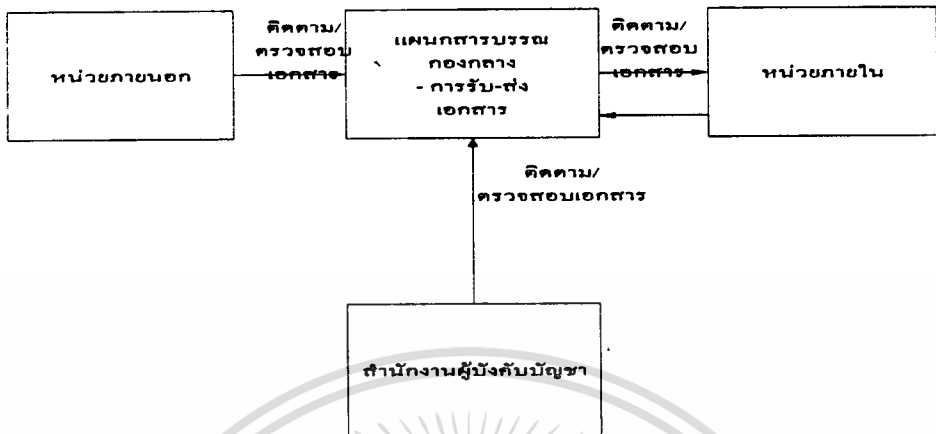 หน่วยภายนอก
ติดตาม/
ตรวจสอบ
เอกสาร
แผนกสารบรรณ
กองกลาง
- การรับ-ส่ง
เอกสาร
ติดตาม/
ตรวจสอบ
เอกสาร
หน่วยภายใน
ติดตาม/
ตรวจสอบเอกสาร
สำนักงานผู้บังคับบัญชา